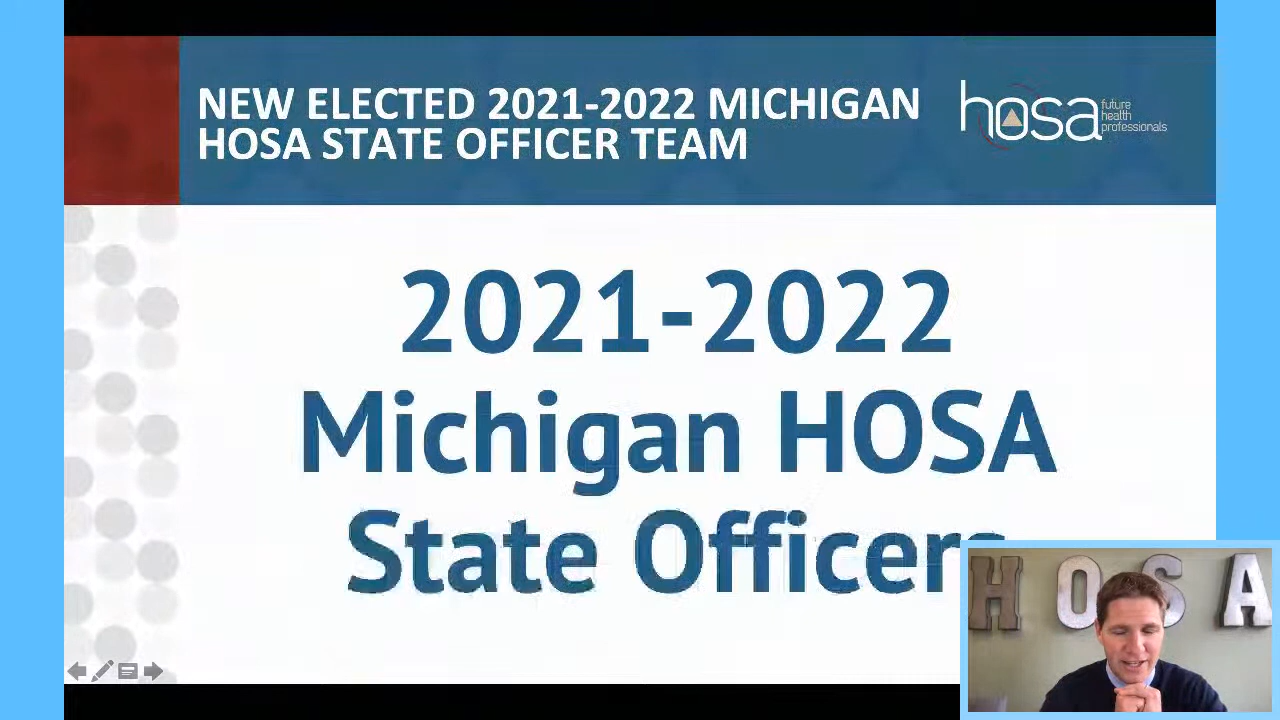 NEW ELECTED 2021-2022 MICHIGAN
HOSA STATE OFFICER TEAM
hosa
future
health
professionals
2021-2022
Michigan HOSA
State Officers
HOSA